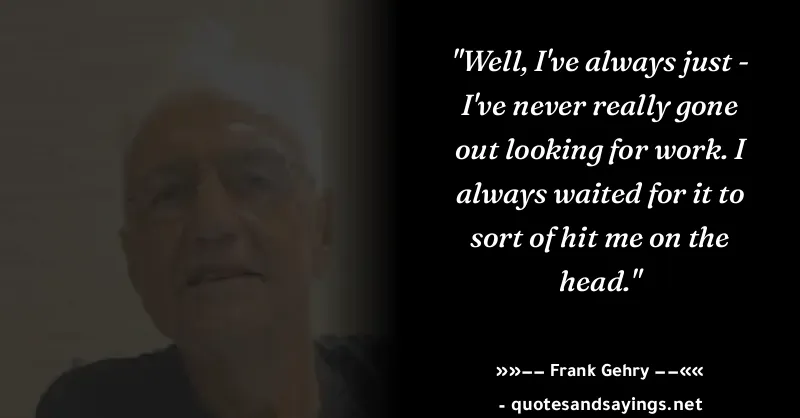 "Well, I've always just -
I've never really gone
out looking for work. I
always waited for it to
sort of hit me on the
head."
»»–– Frank Gehry ––««
- quotesandsayings.net